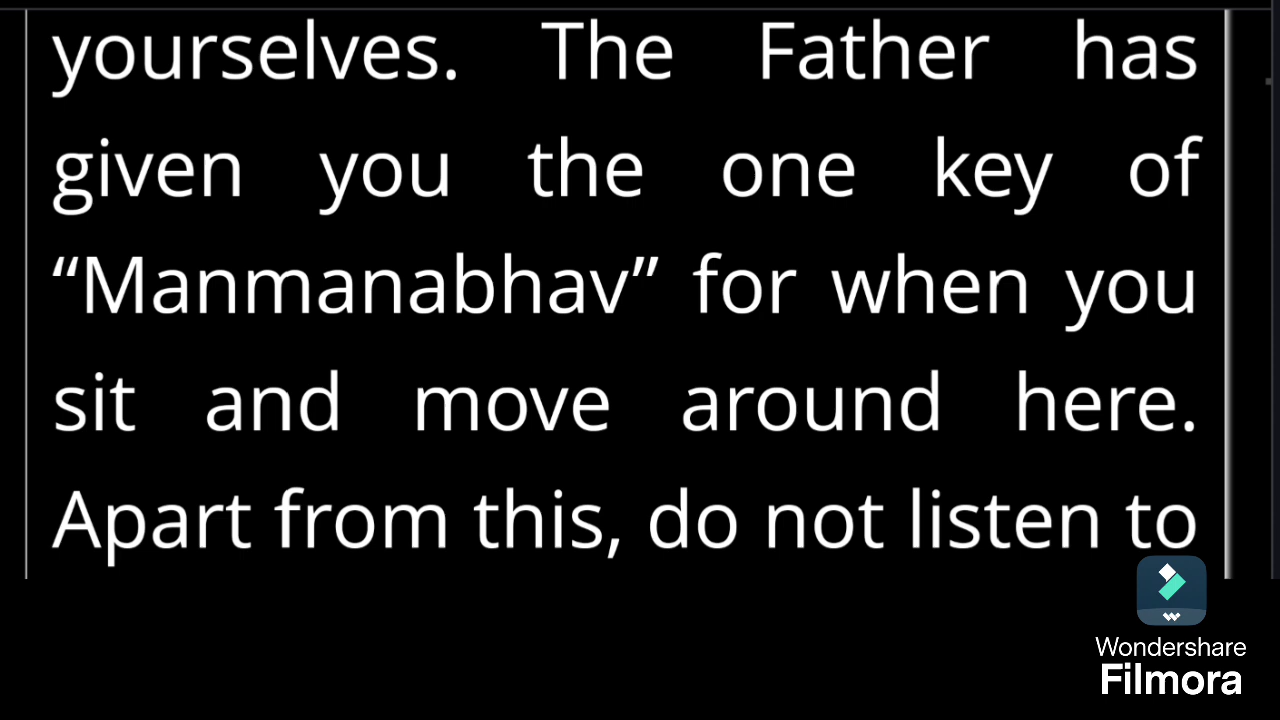 yourselves. The Father has
given you the one key of
“Manmanabhav” for when you
sit and move around here.
Apart from this, do not listen to
Wondershare
Filmora